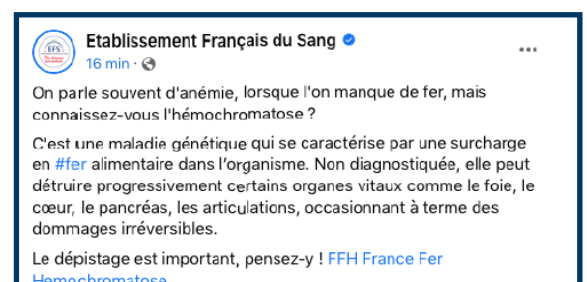 Etablissement Français du Sang
16 min ·
On parle souvent d'anémie, lorsque l'on manque de fer, mais
connaissez-vous l'hémochromatose ?
C'est une maladie génétique qui se caractérise par une surcharge
en #fer alimentaire dans l'organisme. Non diagnostiquée, elle peut
détruire progressivement certains organes vitaux comme le foie, le
cœur, le pancréas, les articulations, occasionnant à terme des
dommages irréversibles.
Le dépistage est important, pensez-y ! FFH France Fer
Hemochromatose